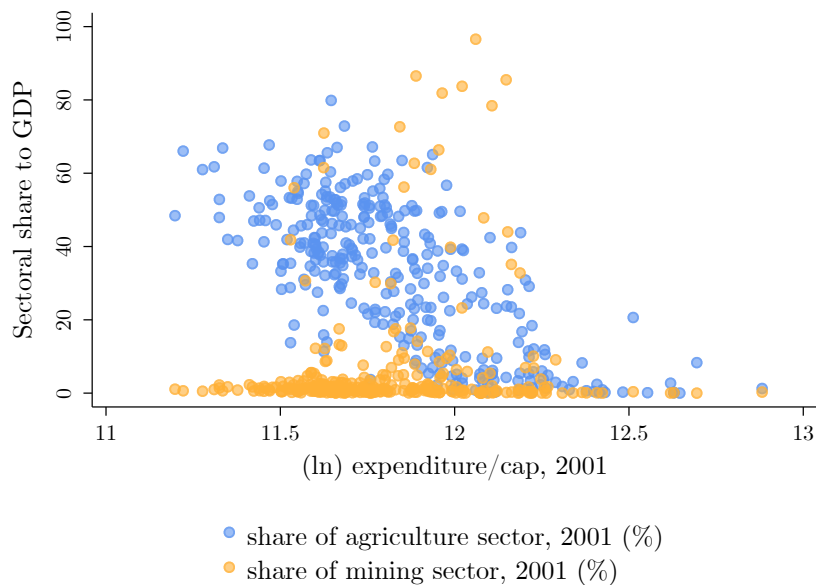 100
80
60
40
20
0
Sectoral share to GDP
11
11.5
12
12.5
13
(ln) expenditure/cap, 2001
share of agriculture sector, 2001 (%)
share of mining sector, 2001 (%)